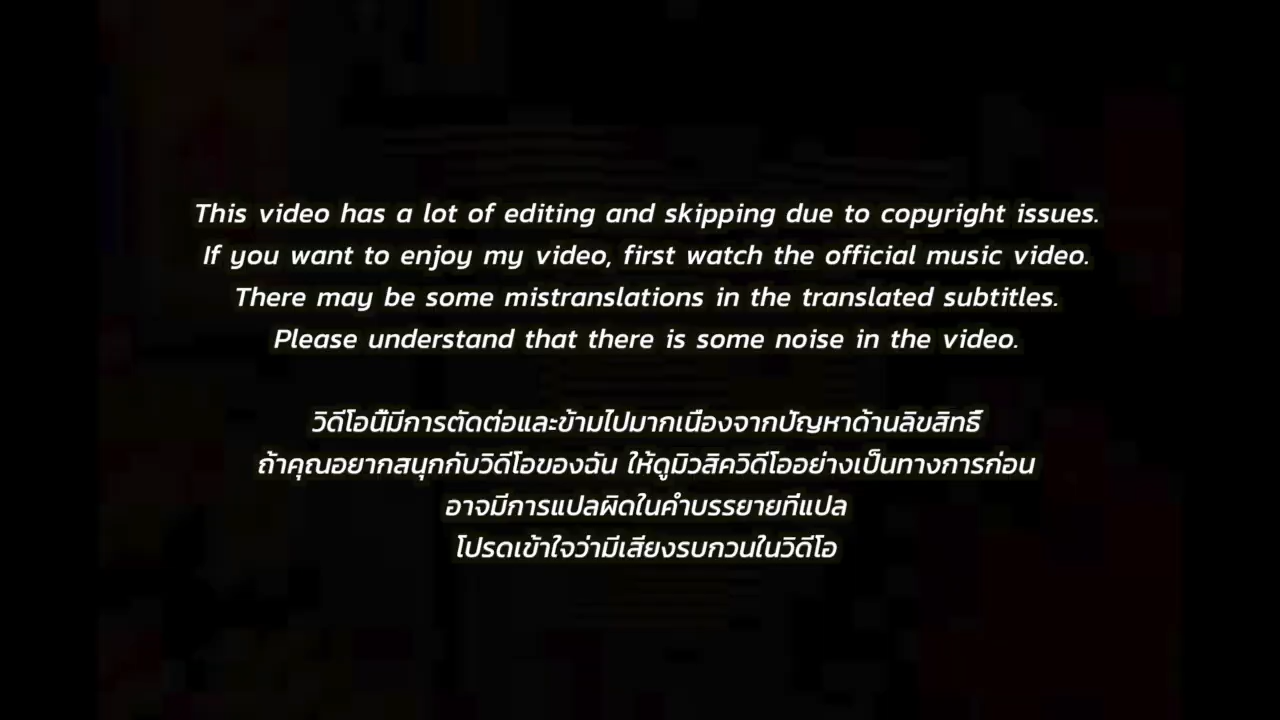 This video has a lot of editing and skipping due to copyright issues.
If you want to enjoy my video, first watch the official music video.
There may be some mistranslations in the translated subtitles.
Please understand that there is some noise in the video.
วิดีโอนี้มีการตัดต่อและข้ามไปมากเนื่องจากปัญหาด้านลิขสิทธิ์
ถ้าคุณอยากสนุกกับวิดีโอของฉัน ให้ดูมิวสิควิดีโออย่างเป็นทางการก่อน
อาจมีการแปลผิดในคำบรรยายที่แปล
โปรดเข้าใจว่ามีเสียงรบกวนในวิดีโอ